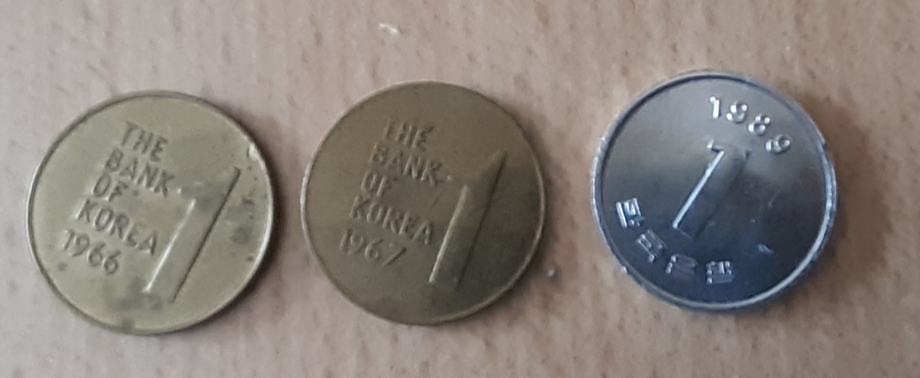 THE
BANK
OF
KOREA
1966
1
THE
BANK
OF
KOREA
1967
1
1989
1
한국은행